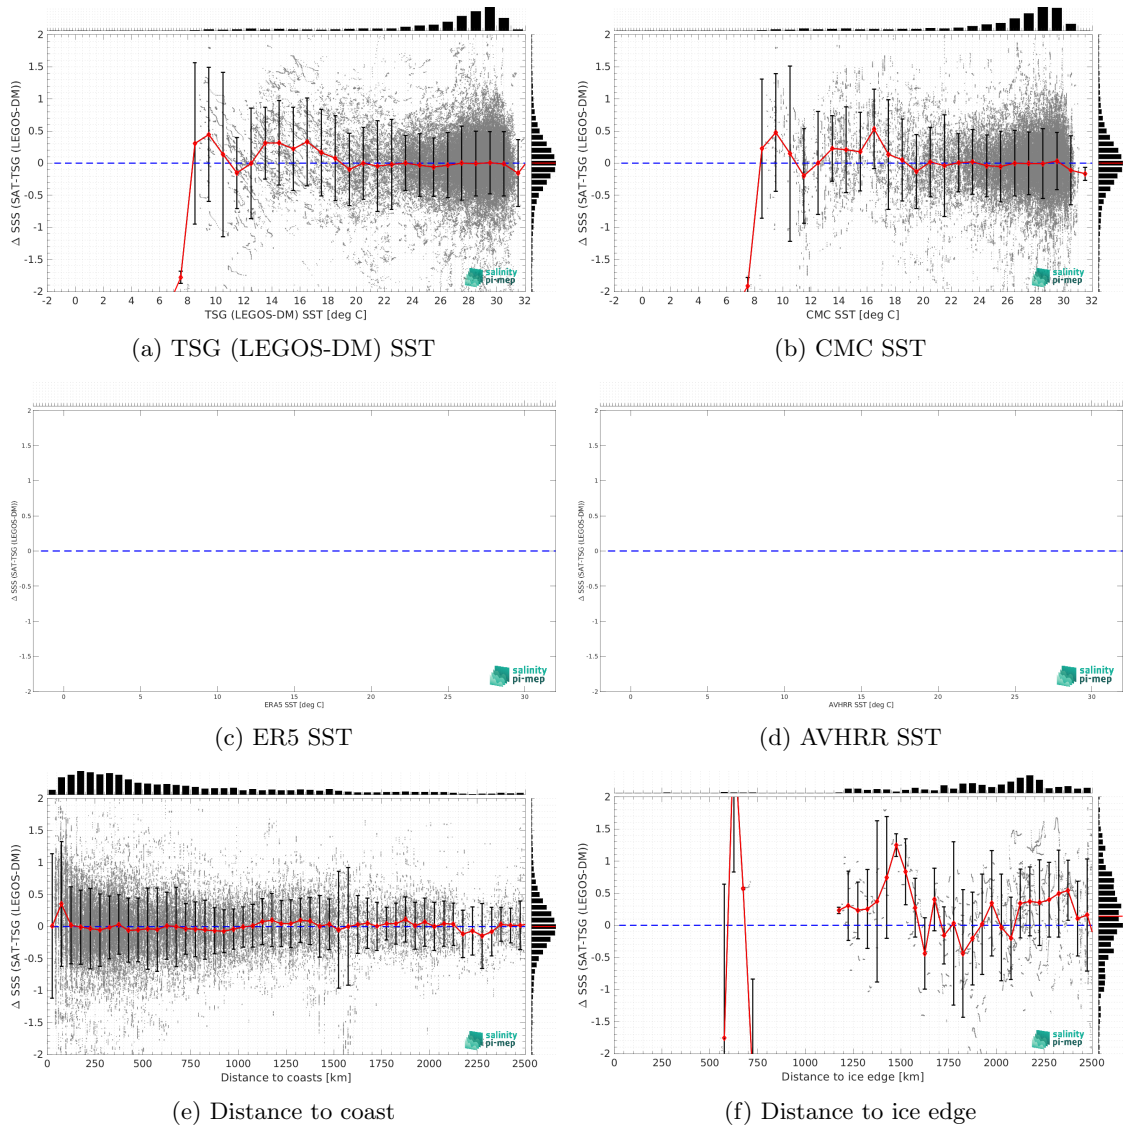 2
1.5
1
0.5
0
-0.5
-1
-1.5
-2
Δ SSS (SAT-TSG (LEGOS-DM))
-2 0 2 4 6 8 10 12 14 16 18 20 22 24 26 28 30 32
TSG (LEGOS-DM) SST [deg C]
salinity
pi-mep
(a) TSG (LEGOS-DM) SST
2
1.5
1
0.5
0
-0.5
-1
-1.5
-2
Δ SSS (SAT-TSG (LEGOS-DM))
-2 0 2 4 6 8 10 12 14 16 18 20 22 24 26 28 30 32
CMC SST [deg C]
salinity
pi-mep
(b) CMC SST
2
1.5
1
0.5
0
-0.5
-1
-1.5
-2
Δ SSS (SAT-TSG (LEGOS-DM))
0 5 10 15 20 25 30
ERA5 SST [deg C]
salinity
pi-mep
(c) ER5 SST
2
1.5
1
0.5
0
-0.5
-1
-1.5
-2
Δ SSS (SAT-TSG (LEGOS-DM))
0 5 10 15 20 25 30
AVHRR SST [deg C]
salinity
pi-mep
(d) AVHRR SST
2
1.5
1
0.5
0
-0.5
-1
-1.5
-2
Δ SSS (SAT-TSG (LEGOS-DM))
0 250 500 750 1000 1250 1500 1750 2000 2250 2500
Distance to coasts [km]
salinity
pi-mep
(e) Distance to coast
2
1.5
1
0.5
0
-0.5
-1
-1.5
-2
Δ SSS (SAT-TSG (LEGOS-DM))
0 250 500 750 1000 1250 1500 1750 2000 2250 2500
Distance to ice edge [km]
salinity
pi-mep
(f) Distance to ice edge